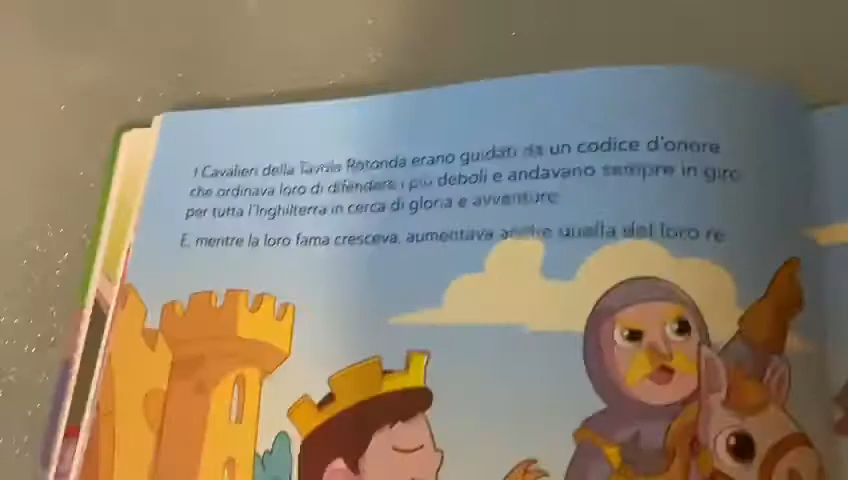 I Cavalieri della Tavola Rotonda erano guidati da un codice d'onore
che ordinava loro di difendere i più deboli e andavano sempre in giro
per tutta l'Inghilterra in cerca di gloria e avventure.
E, mentre la loro fama cresceva, aumentava anche quella del loro re